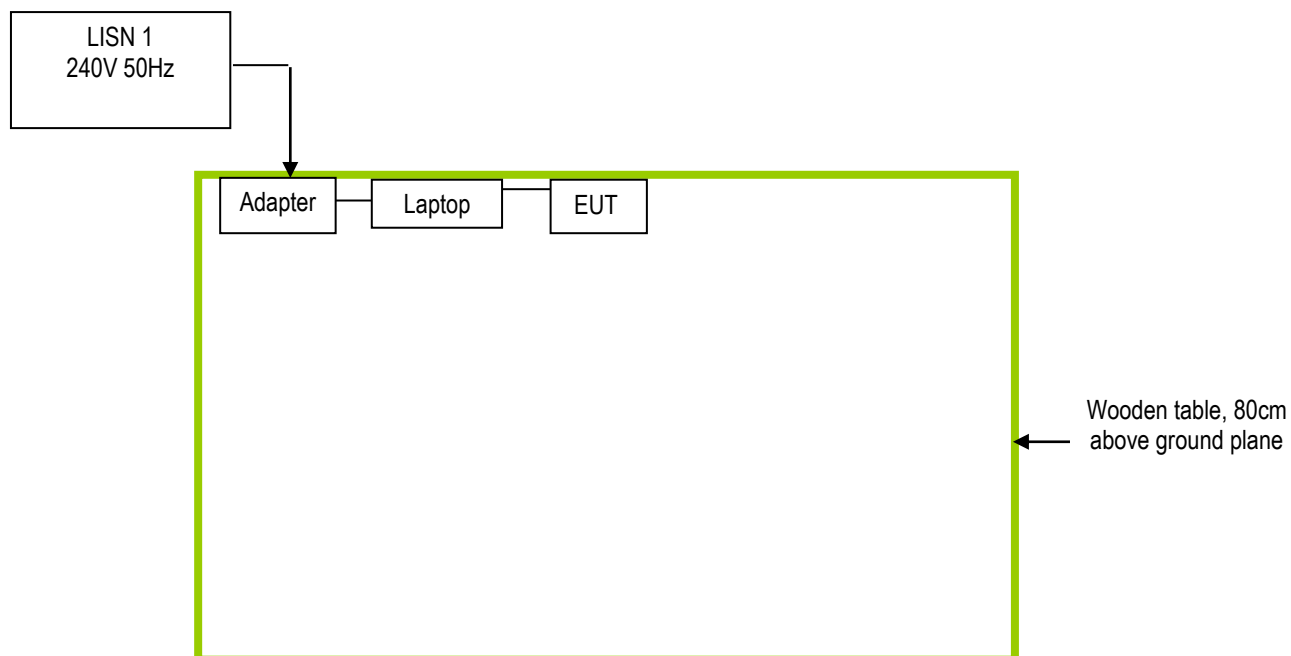 LISN 1
240V 50Hz
Adapter
Laptop
EUT
Wooden table, 80cm
above ground plane